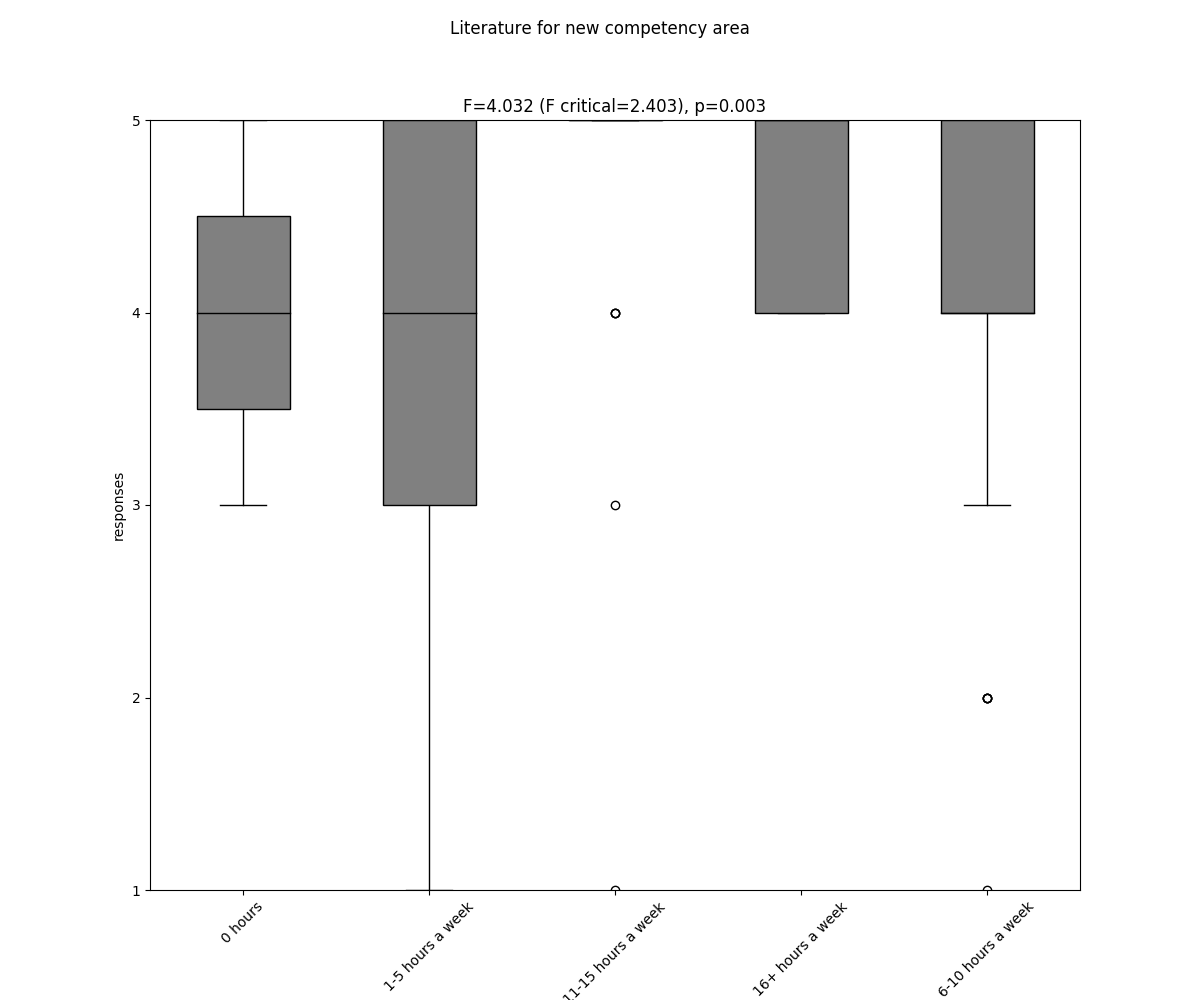 Literature for new competency area
F=4.032 (F critical=2.403), p=0.003
responses
5
4
3
2
1
0 hours
1-5 hours a week
11-15 hours a week
16+ hours a week
6-10 hours a week